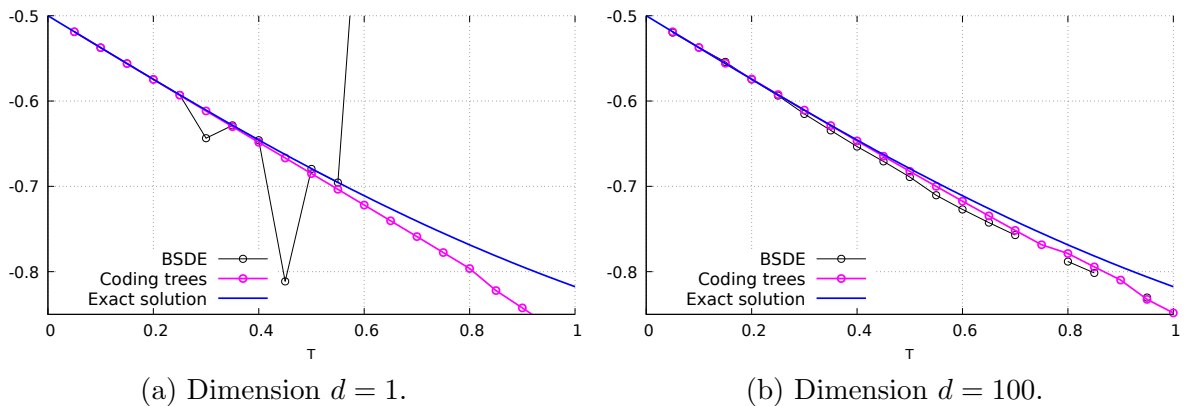 -0.5
-0.6
-0.7
-0.8
BSDE
Coding trees
Exact solution
0 0.2 0.4 0.6 0.8 1
T
(a) Dimension d = 1.
-0.5
-0.6
-0.7
-0.8
BSDE
Coding trees
Exact solution
0 0.2 0.4 0.6 0.8 1
T
(b) Dimension d = 100.